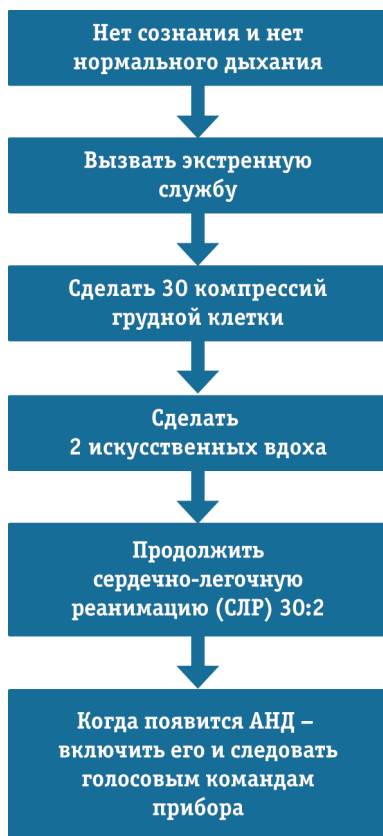 Нет сознания и нет
нормального дыхания
Вызвать экстренную
службу
Сделать 30 компрессий
грудной клетки
Сделать
2 искусственных вдоха
Продолжить
сердечно-легочную
реанимацию (СЛР) 30:2
Когда появится АНД –
включить его и следовать
голосовым командам
прибора